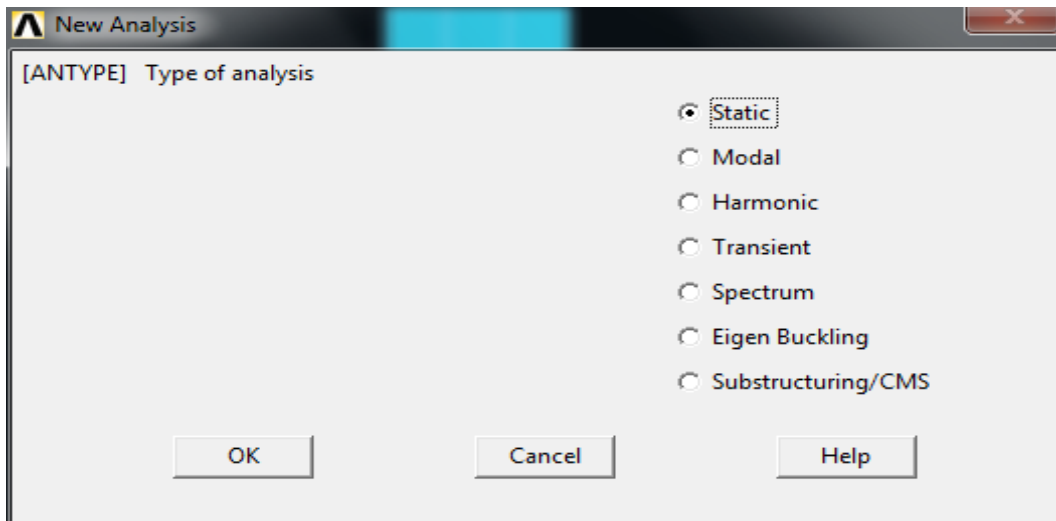 New Analysis
[ANTYPE] Type of analysis
Static
Modal
Harmonic
Transient
Spectrum
Eigen Buckling
Substructuring/CMS
OK Cancel Help